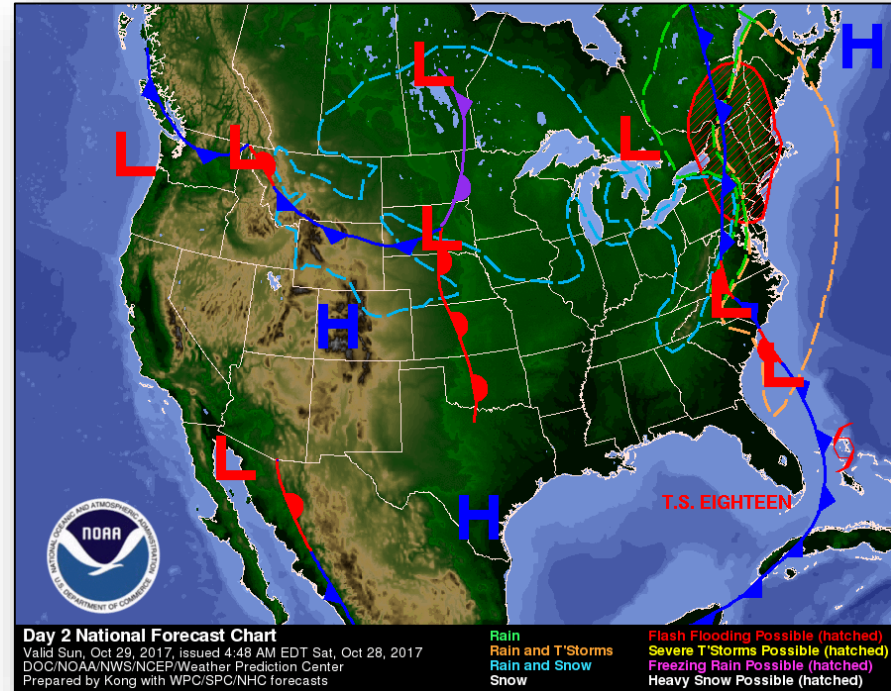 H
L
L
L
L
L
H
L
L
L
H
T.S. EIGHTEEN
NATIONAL OCEANIC AND ATMOSPHERIC ADMINISTRATION
NOAA
U.S. DEPARTMENT OF COMMERCE
Day 2 National Forecast Chart
Valid Sun, Oct 29, 2017, issued 4:48 AM EDT Sat, Oct 28, 2017
DOC/NOAA/NWS/NCEP/Weather Prediction Center
Prepared by Kong with WPC/SPC/NHC forecasts
Rain
Rain and T'Storms
Rain and Snow
Snow
Flash Flooding Possible (hatched)
Severe T'Storms Possible (hatched)
Freezing Rain Possible (hatched)
Heavy Snow Possible (hatched)